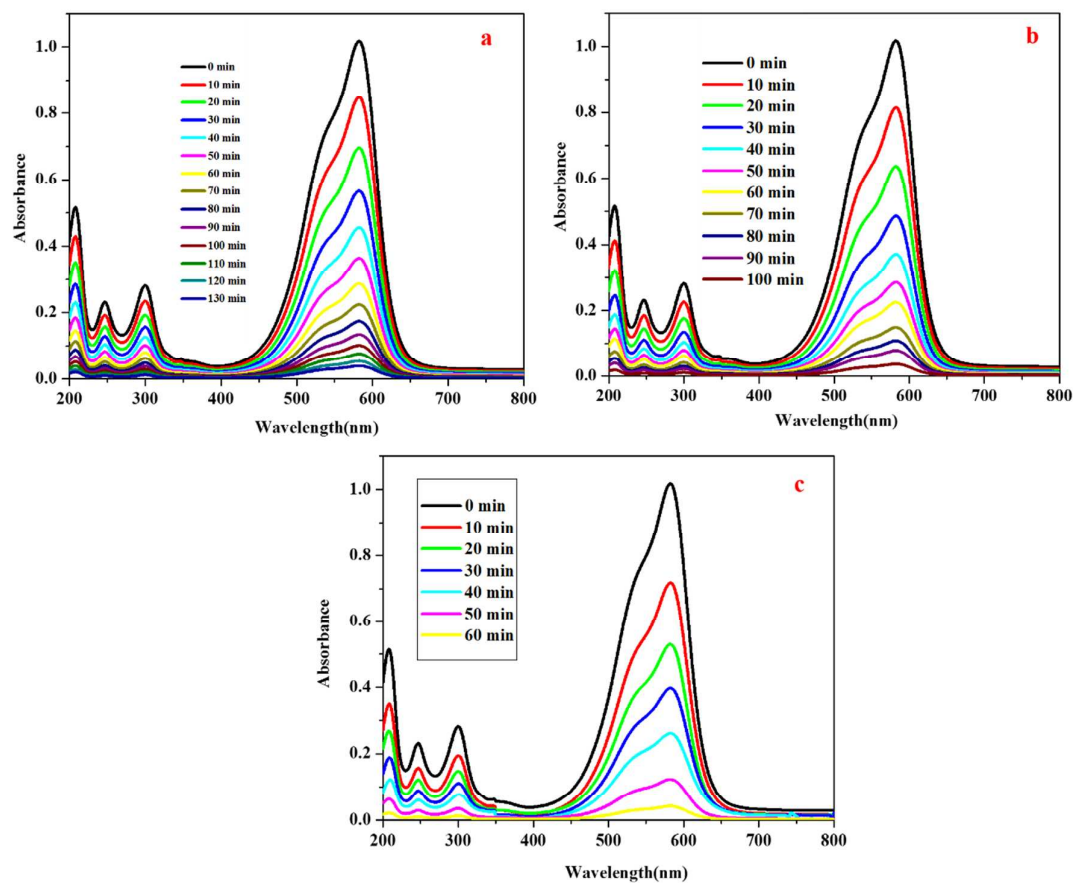 a
0 min
10 min
20 min
30 min
40 min
50 min
60 min
70 min
80 min
90 min
100 min
110 min
120 min
130 min
Absorbance
1.0
0.8
0.6
0.4
0.2
0.0
200 300 400 500 600 700 800
Wavelength(nm)
b
0 min
10 min
20 min
30 min
40 min
50 min
60 min
70 min
80 min
90 min
100 min
Absorbance
1.0
0.8
0.6
0.4
0.2
0.0
200 300 400 500 600 700 800
Wavelength(nm)
c
0 min
10 min
20 min
30 min
40 min
50 min
60 min
Absorbance
1.0
0.8
0.6
0.4
0.2
0.0
200 300 400 500 600 700 800
Wavelength(nm)